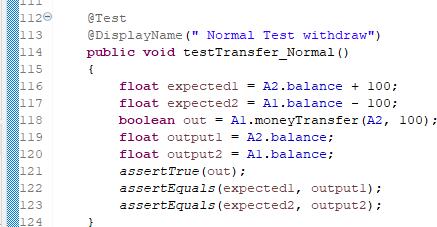 111
112 @Test
113 @DisplayName(" Normal Test withdraw")
114 public void testTransfer_Normal()
115 {
116 float expected1 = A2.balance + 100;
117 float expected2 = A1.balance - 100;
118 boolean out = A1.moneyTransfer(A2, 100);
119 float output1 = A2.balance;
120 float output2 = A1.balance;
121 assertTrue(out);
122 assertEquals(expected1, output1);
123 assertEquals(expected2, output2);
124 }